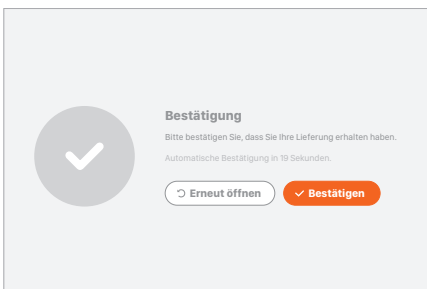 Bestätigung
Bitte bestätigen Sie, dass Sie Ihre Lieferung erhalten haben.
Automatische Bestätigung in 19 Sekunden.
Erneut öffnen
Bestätigen